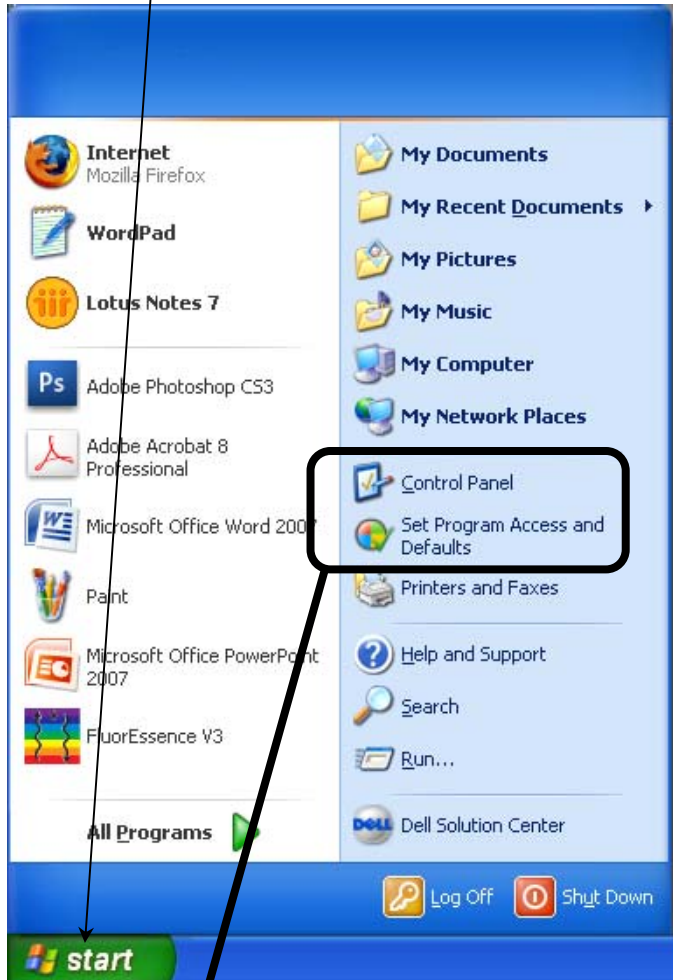 Internet
Mozilla Firefox
WordPad
Lotus Notes 7
Ps
Adobe Photoshop CS3
Adobe Acrobat 8
Professional
Microsoft Office Word 2007
Paint
Microsoft Office PowerPoint
2007
FluorEssence V3
All Programs
My Documents
My Recent Documents
My Pictures
My Music
My Computer
My Network Places
Control Panel
Set Program Access and
Defaults
Printers and Faxes
Help and Support
Search
Run...
DELL Dell Solution Center
Log Off
Shut Down
start